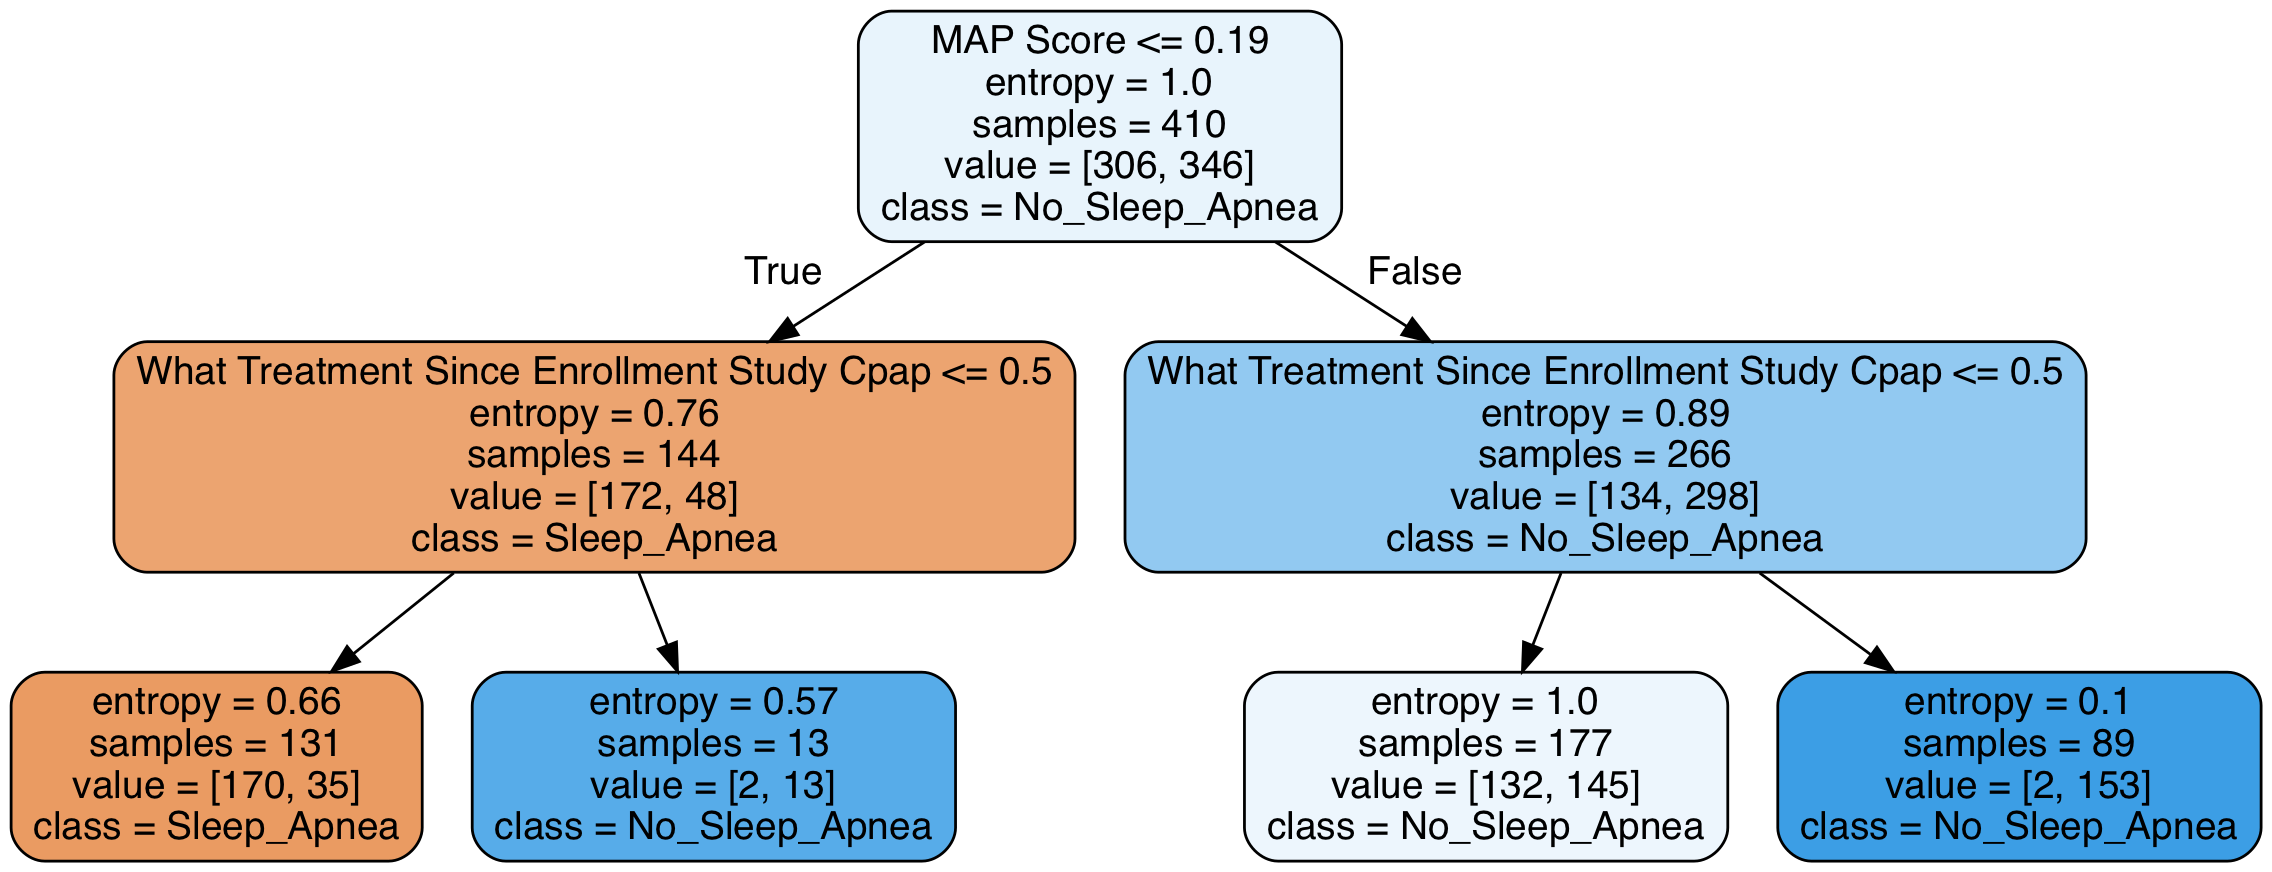 MAP Score <= 0.19
entropy = 1.0
samples = 410
value = [306, 346]
class = No_Sleep_Apnea
True
False
What Treatment Since Enrollment Study Cpap <= 0.5
entropy = 0.76
samples = 144
value = [172, 48]
class = Sleep_Apnea
What Treatment Since Enrollment Study Cpap <= 0.5
entropy = 0.89
samples = 266
value = [134, 298]
class = No_Sleep_Apnea
entropy = 0.66
samples = 131
value = [170, 35]
class = Sleep_Apnea
entropy = 0.57
samples = 13
value = [2, 13]
class = No_Sleep_Apnea
entropy = 1.0
samples = 177
value = [132, 145]
class = No_Sleep_Apnea
entropy = 0.1
samples = 89
value = [2, 153]
class = No_Sleep_Apnea